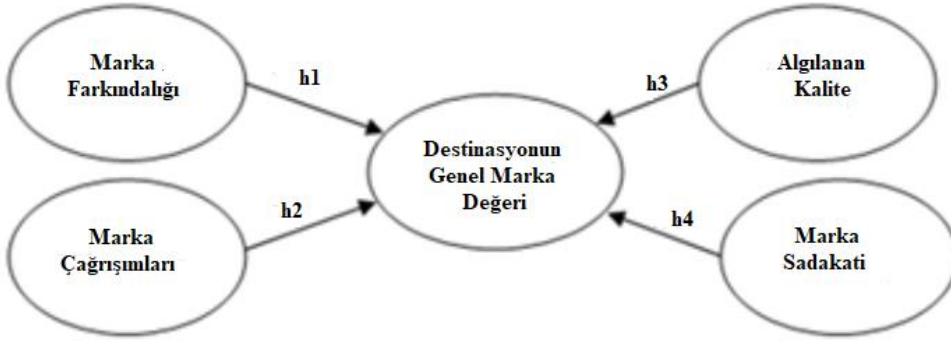 Marka
Farkındalığı
h1
Algılanan
Kalite
h3
Destinasyonun
Genel Marka
Değeri
Marka
Çağrışımları
h2
Marka
Sadakati
h4